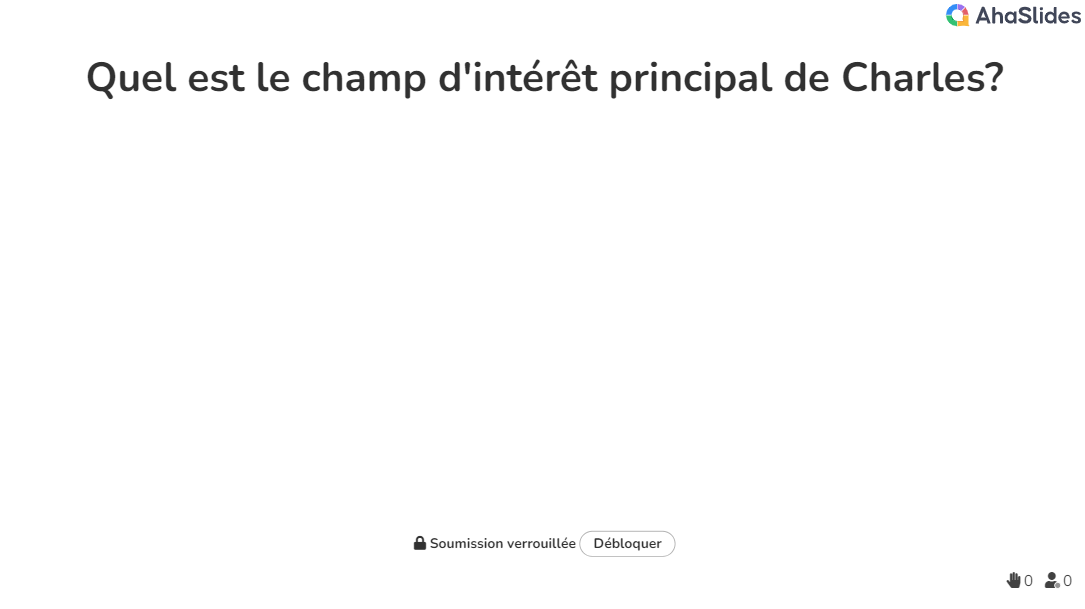 AhaSlides
Quel est le champ d'intérêt principal de Charles?
Soumission verrouillée Débloquer
0 0